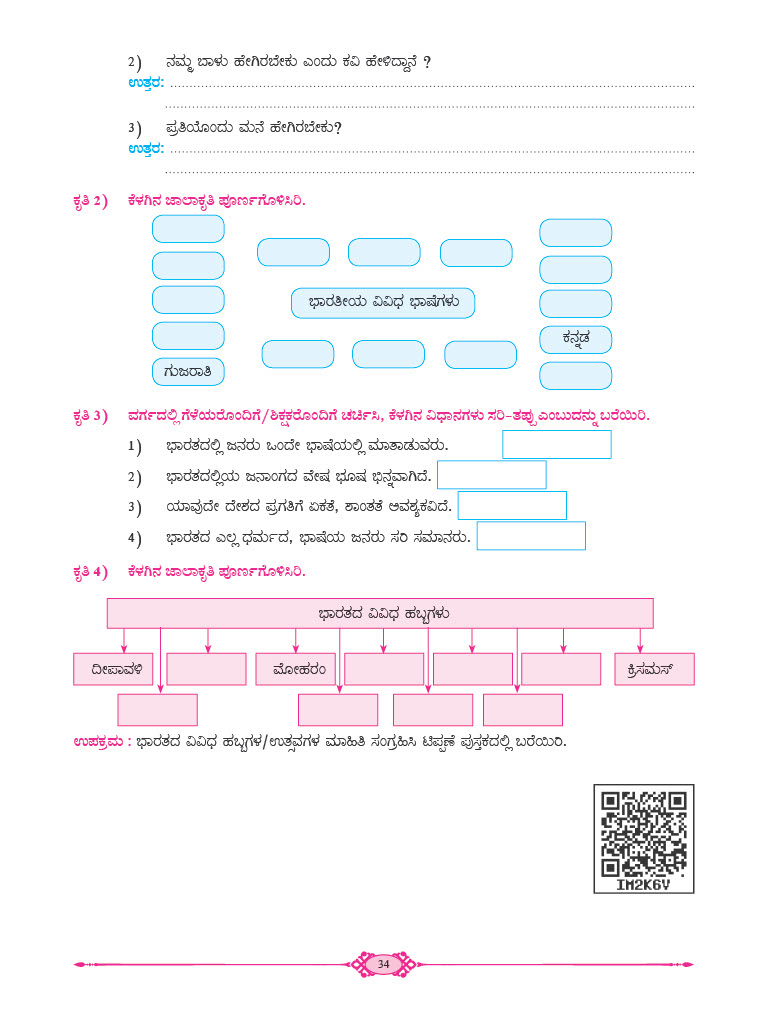 2) ನಮ್ಮ ಬಾಳು ಹೇಗಿರಬೇಕು ಎಂದು ಕವಿ ಹೇಳಿದ್ದಾನೆ ?
ಉತ್ತರ: ................................................................
................................................................
3) ಪ್ರತಿಯೊಂದು ಮನೆ ಹೇಗಿರಬೇಕು?
ಉತ್ತರ: ................................................................
................................................................
ಕೃತಿ 2) ಕೆಳಗಿನ ಜಾಲಾಕೃತಿ ಪೂರ್ಣಗೊಳಿಸಿರಿ.
ಭಾರತೀಯ ವಿವಿಧ ಭಾಷೆಗಳು
ಕನ್ನಡ
ಗುಜರಾತಿ
ಕೃತಿ 3) ವರ್ಗದಲ್ಲಿ ಗೆಳೆಯರೊಂದಿಗೆ/ಶಿಕ್ಷಕರೊಂದಿಗೆ ಚರ್ಚಿಸಿ, ಕೆಳಗಿನ ವಿಧಾನಗಳು ಸರಿ-ತಪ್ಪು ಎಂಬುದನ್ನು ಬರೆಯಿರಿ.
1) ಭಾರತದಲ್ಲಿ ಜನರು ಒಂದೇ ಭಾಷೆಯಲ್ಲಿ ಮಾತಾಡುವರು.
2) ಭಾರತದಲ್ಲಿಯ ಜನಾಂಗದ ವೇಷ ಭೂಷ ಭಿನ್ನವಾಗಿದೆ.
3) ಯಾವುದೇ ದೇಶದ ಪ್ರಗತಿಗೆ ಏಕತೆ, ಶಾಂತತೆ ಅವಶ್ಯಕವಿದೆ.
4) ಭಾರತದ ಎಲ್ಲ ಧರ್ಮದ, ಭಾಷೆಯ ಜನರು ಸರಿ ಸಮಾನರು.
ಕೃತಿ 4) ಕೆಳಗಿನ ಜಾಲಾಕೃತಿ ಪೂರ್ಣಗೊಳಿಸಿರಿ.
ಭಾರತದ ವಿವಿಧ ಹಬ್ಬಗಳು
ದೀಪಾವಳಿ ಮೋಹರಂ ಕ್ರಿಸಮಸ್
ಉಪಕ್ರಮ : ಭಾರತದ ವಿವಿಧ ಹಬ್ಬಗಳ/ಉತ್ಸವಗಳ ಮಾಹಿತಿ ಸಂಗ್ರಹಿಸಿ ಟಿಪ್ಪಣಿ ಪುಸ್ತಕದಲ್ಲಿ ಬರೆಯಿರಿ.
IM2K6V
34